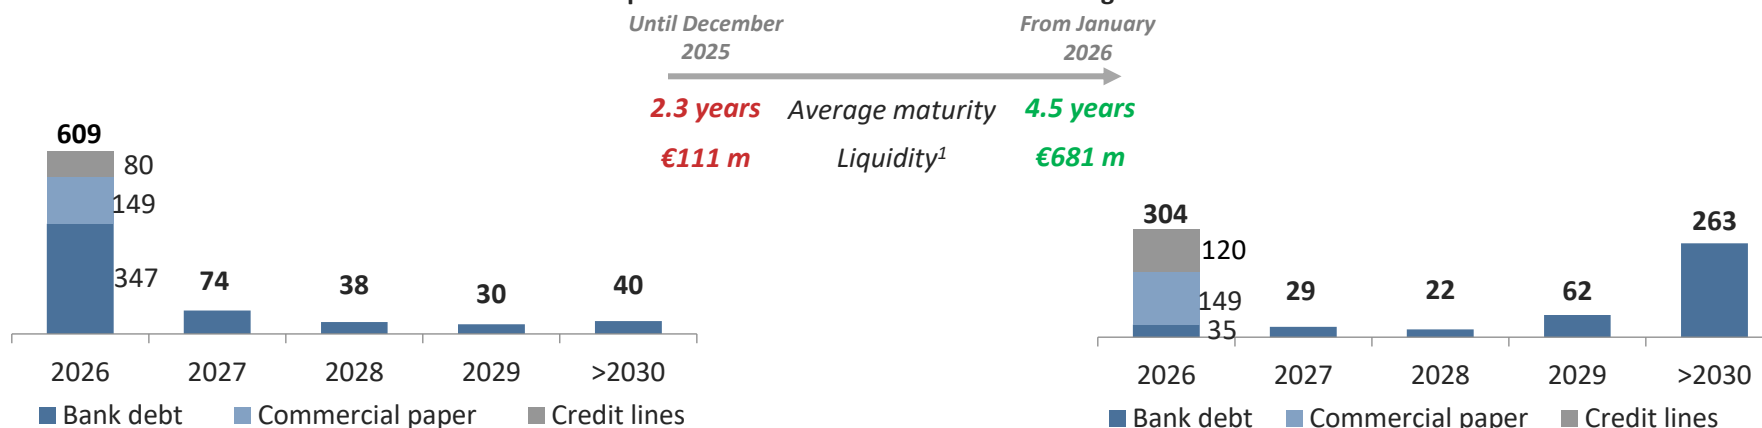 Until December
2025
From January
2026
2.3 years Average maturity 4.5 years
€111 m Liquidity1 €681 m
609
80
149
347
74
38
30
40
2026 2027 2028 2029 >2030
Bank debt Commercial paper Credit lines
304
120
149
35
29
22
62
263
2026 2027 2028 2029 >2030
Bank debt Commercial paper Credit lines